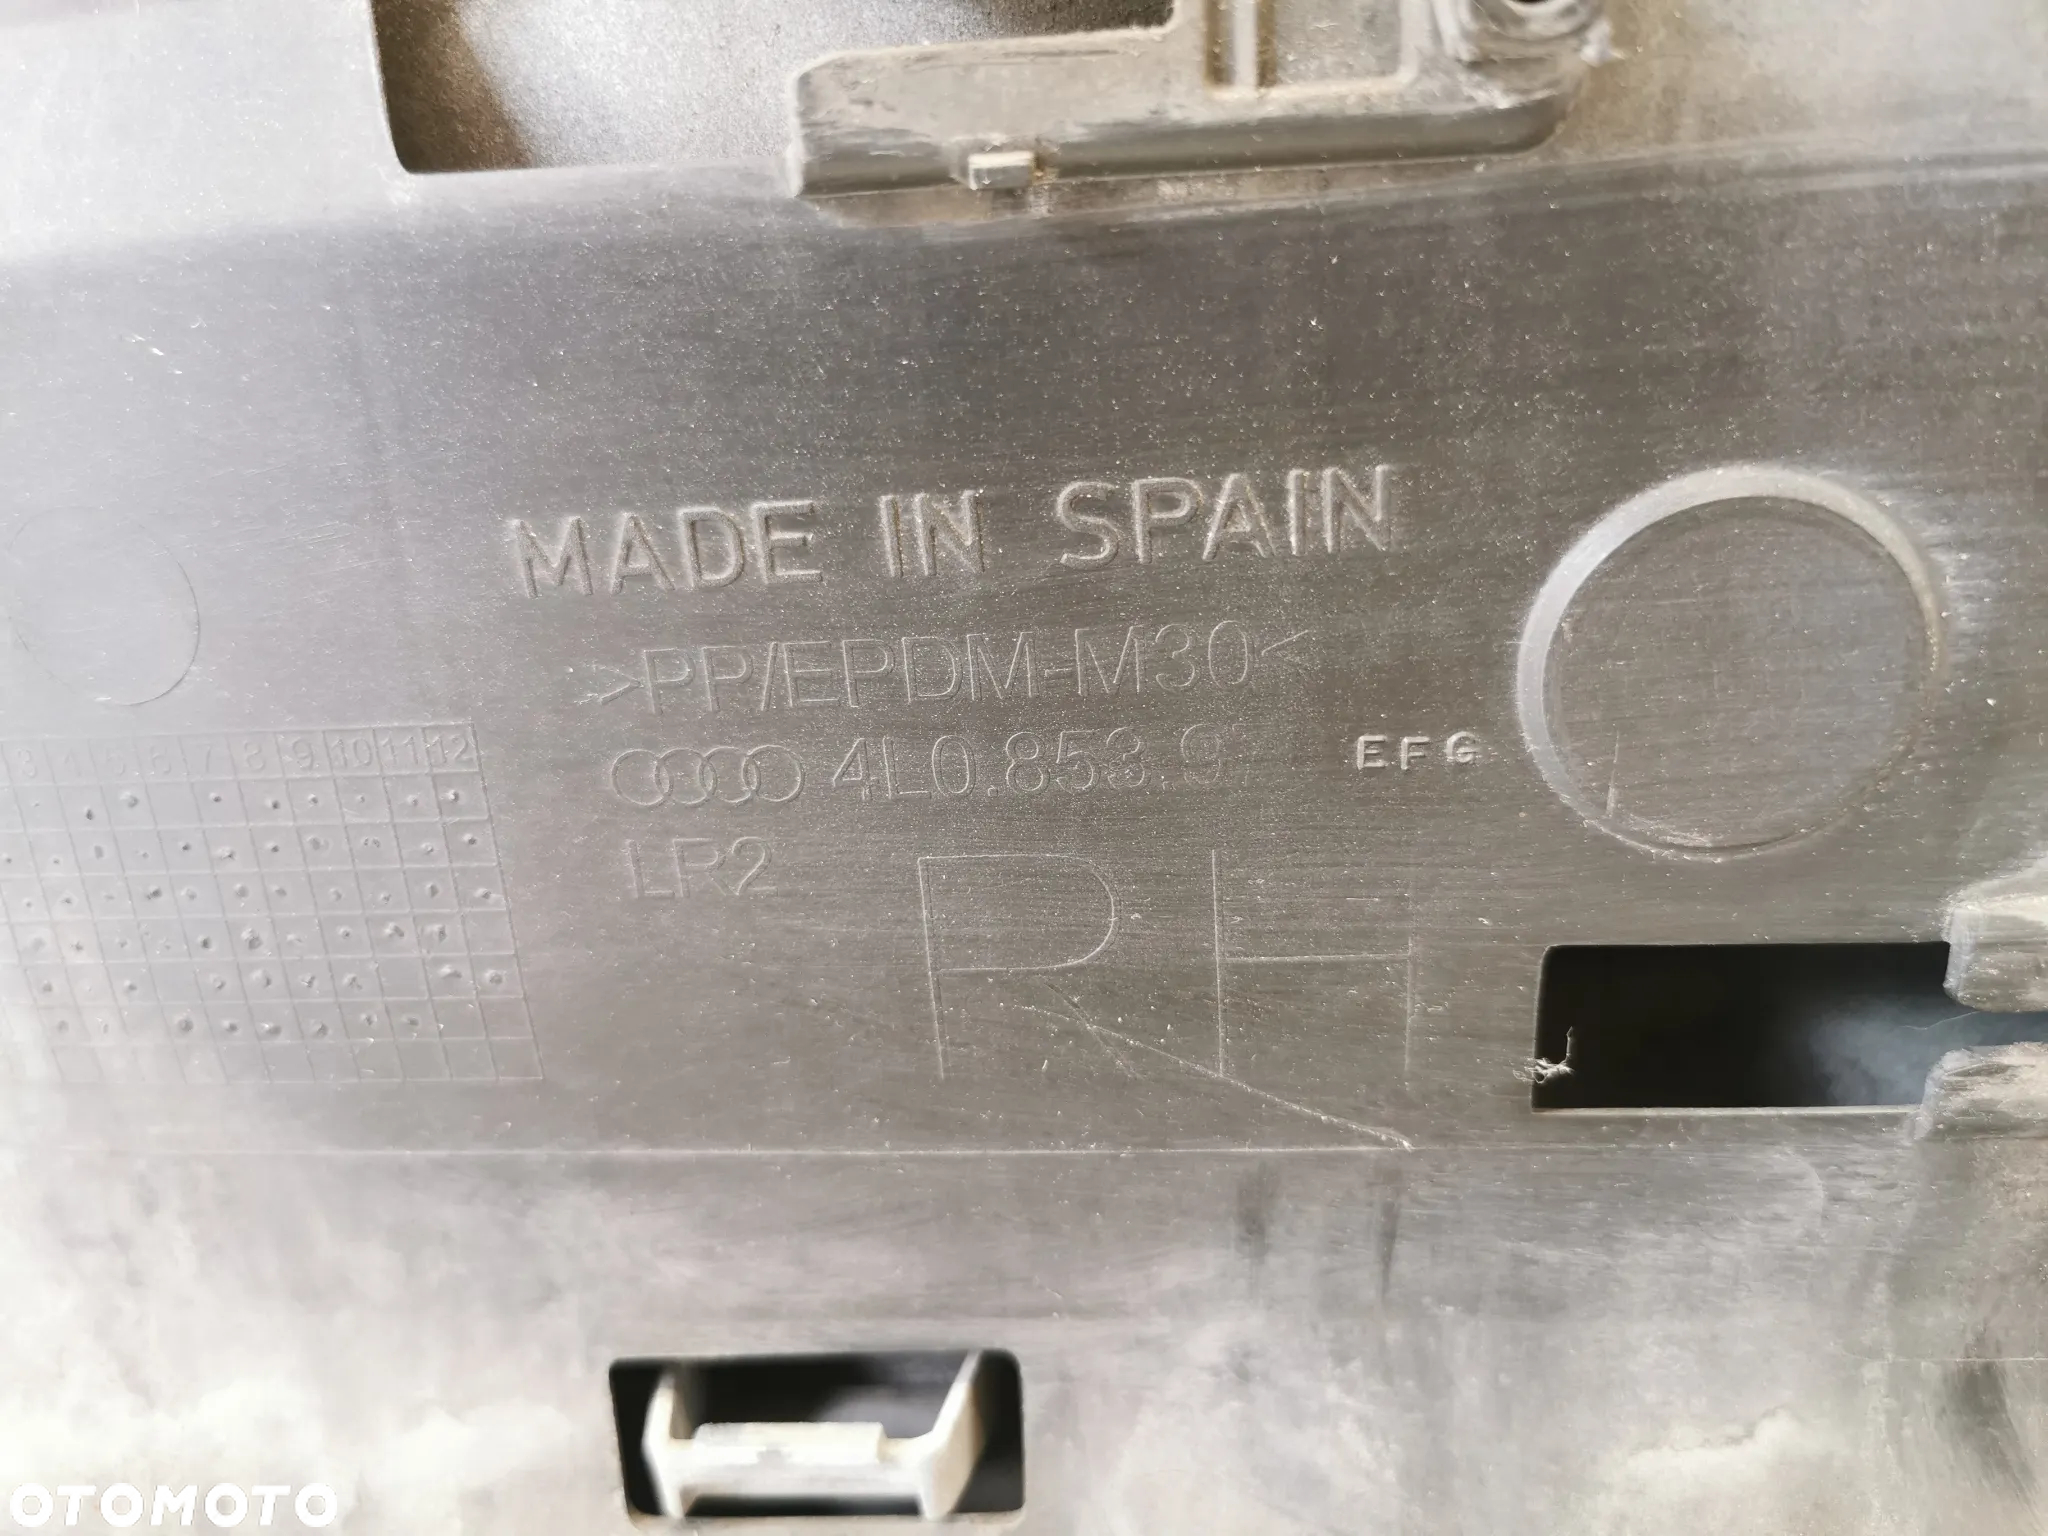 MADE IN SPAIN
>PP/EPDM-M30<
4L0.853.9
EFG
3 4 5 6 7 8 9 10 11 12
LR2
RH
OTOMOTO